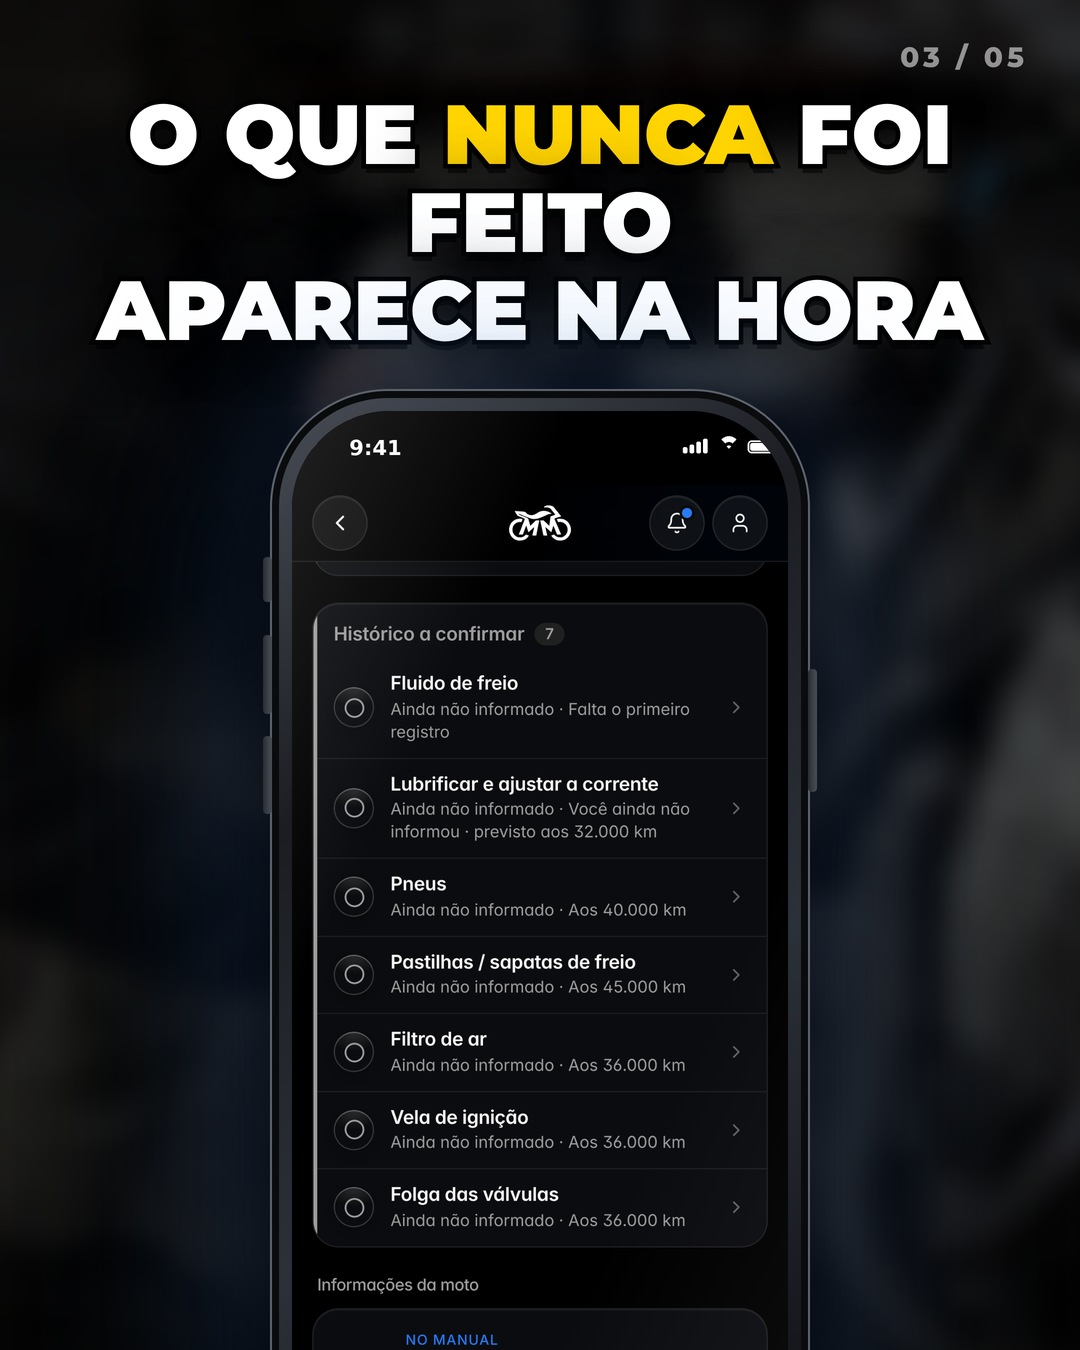 03 / 05
O QUE NUNCA FOI
FEITO
APARECE NA HORA
9:41
MM
Histórico a confirmar 7
Fluido de freio
Ainda não informado · Falta o primeiro
registro
Lubrificar e ajustar a corrente
Ainda não informado · Você ainda não
informou · previsto aos 32.000 km
Pneus
Ainda não informado · Aos 40.000 km
Pastilhas / sapatas de freio
Ainda não informado · Aos 45.000 km
Filtro de ar
Ainda não informado · Aos 36.000 km
Vela de ignição
Ainda não informado · Aos 36.000 km
Folga das válvulas
Ainda não informado · Aos 36.000 km
Informações da moto
NO MANUAL